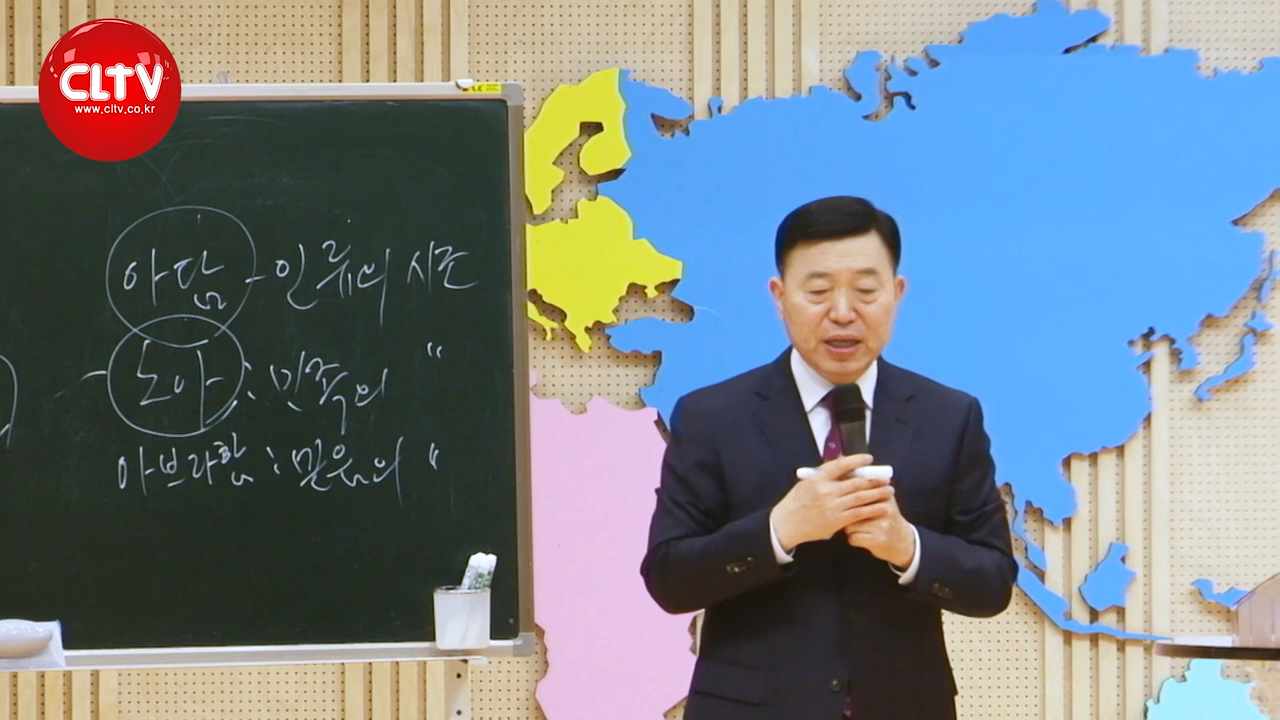 CLTV
www.cltv.co.kr
아담 - 인류의 시조
노아 : 민족의 〃
아브라함 : 믿음의 〃